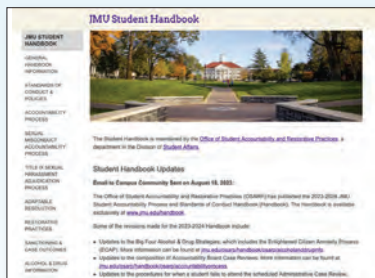 JMU Student Handbook
JMU STUDENT
HANDBOOK
GENERAL
HANDBOOK
INFORMATION
STANDARDS OF
CONDUCT &
POLICIES
ACCOUNTABILITY
PROCESS
SEXUAL
MISCONDUCT
ACCOUNTABILITY
PROCESS
TITLE IX SEXUAL
HARASSMENT
ADJUDICATION
PROCESS
ADAPTABLE
RESOLUTION
RESTORATIVE
PRACTICES
SANCTIONING &
CASE OUTCOMES
ALCOHOL & DRUG
INFORMATION
The Student Handbook is maintained by the Office of Student Accountability and Restorative Practices, a
department in the Division of Student Affairs.
Student Handbook Updates
Email to Campus Community Sent on August 18, 2023:
The Office of Student Accountability and Restorative Practices (OSARP) has published the 2023-2024 JMU
Student Accountability Process and Standards of Conduct Handbook (Handbook). The Handbook is available
exclusively at www.jmu.edu/handbook.
Some of the revisions made for the 2023-2024 Handbook include:
• Updates to the Big Four Alcohol & Drug Strategies, which includes the Enlightened Citizen Amnesty Process
(ECAP). More information can be found at
• Updates to the composition of Accountability Board Case Reviews. More information can be found at
• Updates to the procedures for when a student fails to attend the scheduled Administrative Case Review,